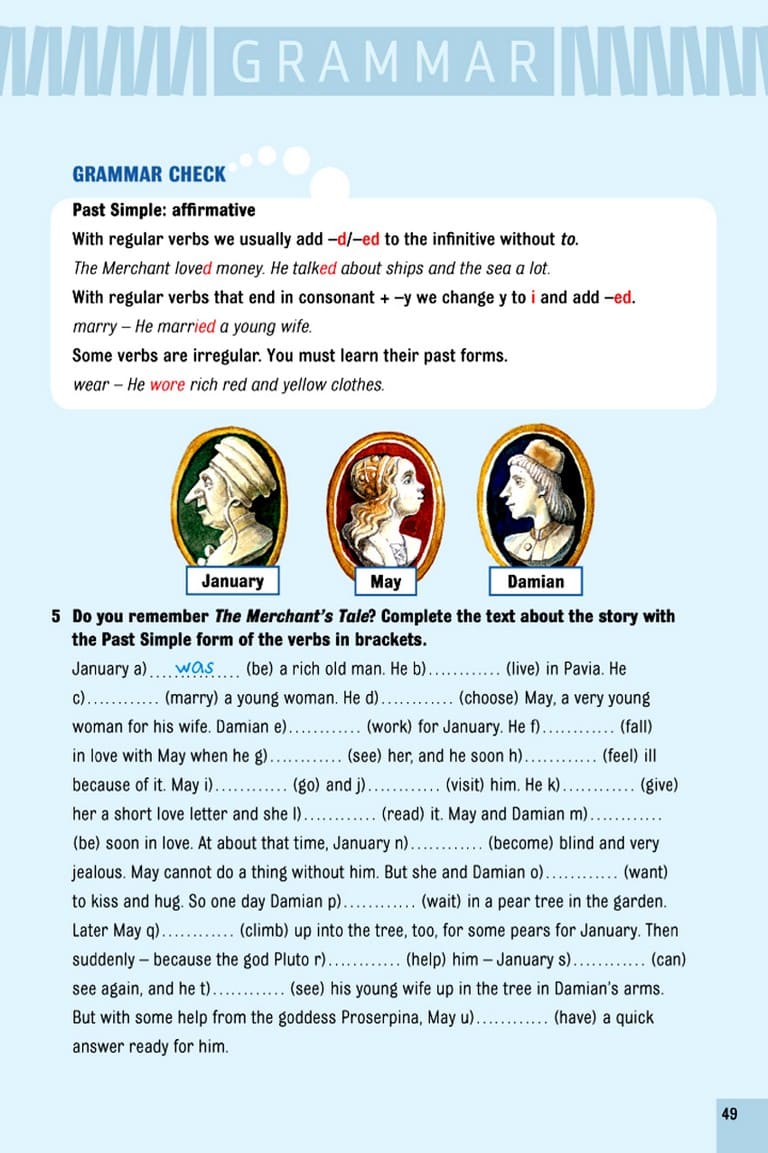 GRAMMAR
GRAMMAR CHECK
Past Simple: affirmative
With regular verbs we usually add –d/–ed to the infinitive without to.
The Merchant loved money. He talked about ships and the sea a lot.
With regular verbs that end in consonant + –y we change y to i and add –ed.
marry – He married a young wife.
Some verbs are irregular. You must learn their past forms.
wear – He wore rich red and yellow clothes.
January May Damian
5 Do you remember The Merchant's Tale? Complete the text about the story with
the Past Simple form of the verbs in brackets.
January a)....was.... (be) a rich old man. He b)............ (live) in Pavia. He
c)............ (marry) a young woman. He d)............ (choose) May, a very young
woman for his wife. Damian e)............ (work) for January. He f)............ (fall)
in love with May when he g)............ (see) her, and he soon h)............ (feel) ill
because of it. May i)............ (go) and j)............ (visit) him. He k)............ (give)
her a short love letter and she l)............ (read) it. May and Damian m)............
(be) soon in love. At about that time, January n)............ (become) blind and very
jealous. May cannot do a thing without him. But she and Damian o)............ (want)
to kiss and hug. So one day Damian p)............ (wait) in a pear tree in the garden.
Later May q)............ (climb) up into the tree, too, for some pears for January. Then
suddenly – because the god Pluto r)............ (help) him – January s)............ (can)
see again, and he t)............ (see) his young wife up in the tree in Damian's arms.
But with some help from the goddess Proserpina, May u)............ (have) a quick
answer ready for him.
49